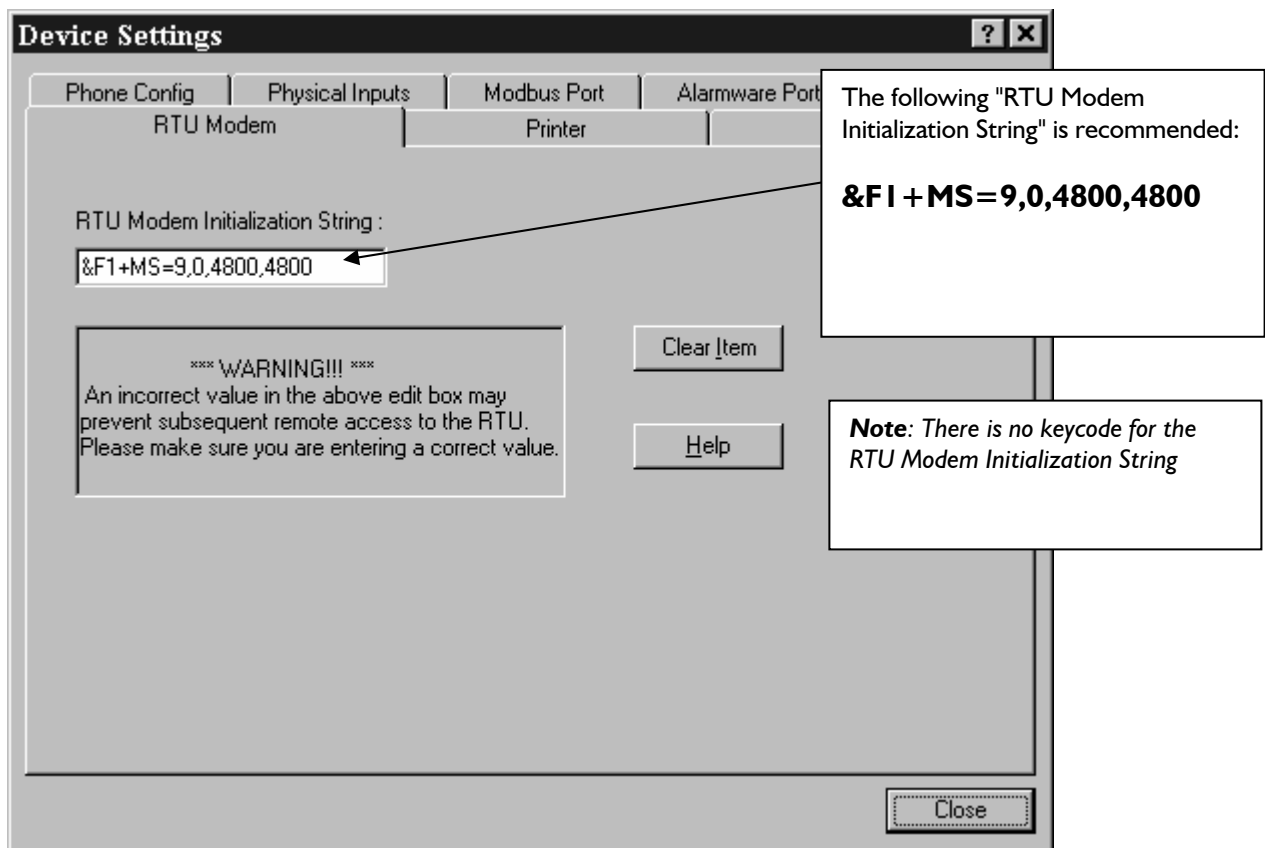 Device Settings
Phone Config
Physical Inputs
Modbus Port
Alarmware Port
RTU Modem
Printer
The following "RTU Modem
Initialization String" is recommended:
&F1+MS=9,0,4800,4800
RTU Modem Initialization String :
&F1+MS=9,0,4800,4800
*** WARNING!!! ***
An incorrect value in the above edit box may
prevent subsequent remote access to the RTU.
Please make sure you are entering a correct value.
Clear Item
Help
Note: There is no keycode for the
RTU Modem Initialization String
Close